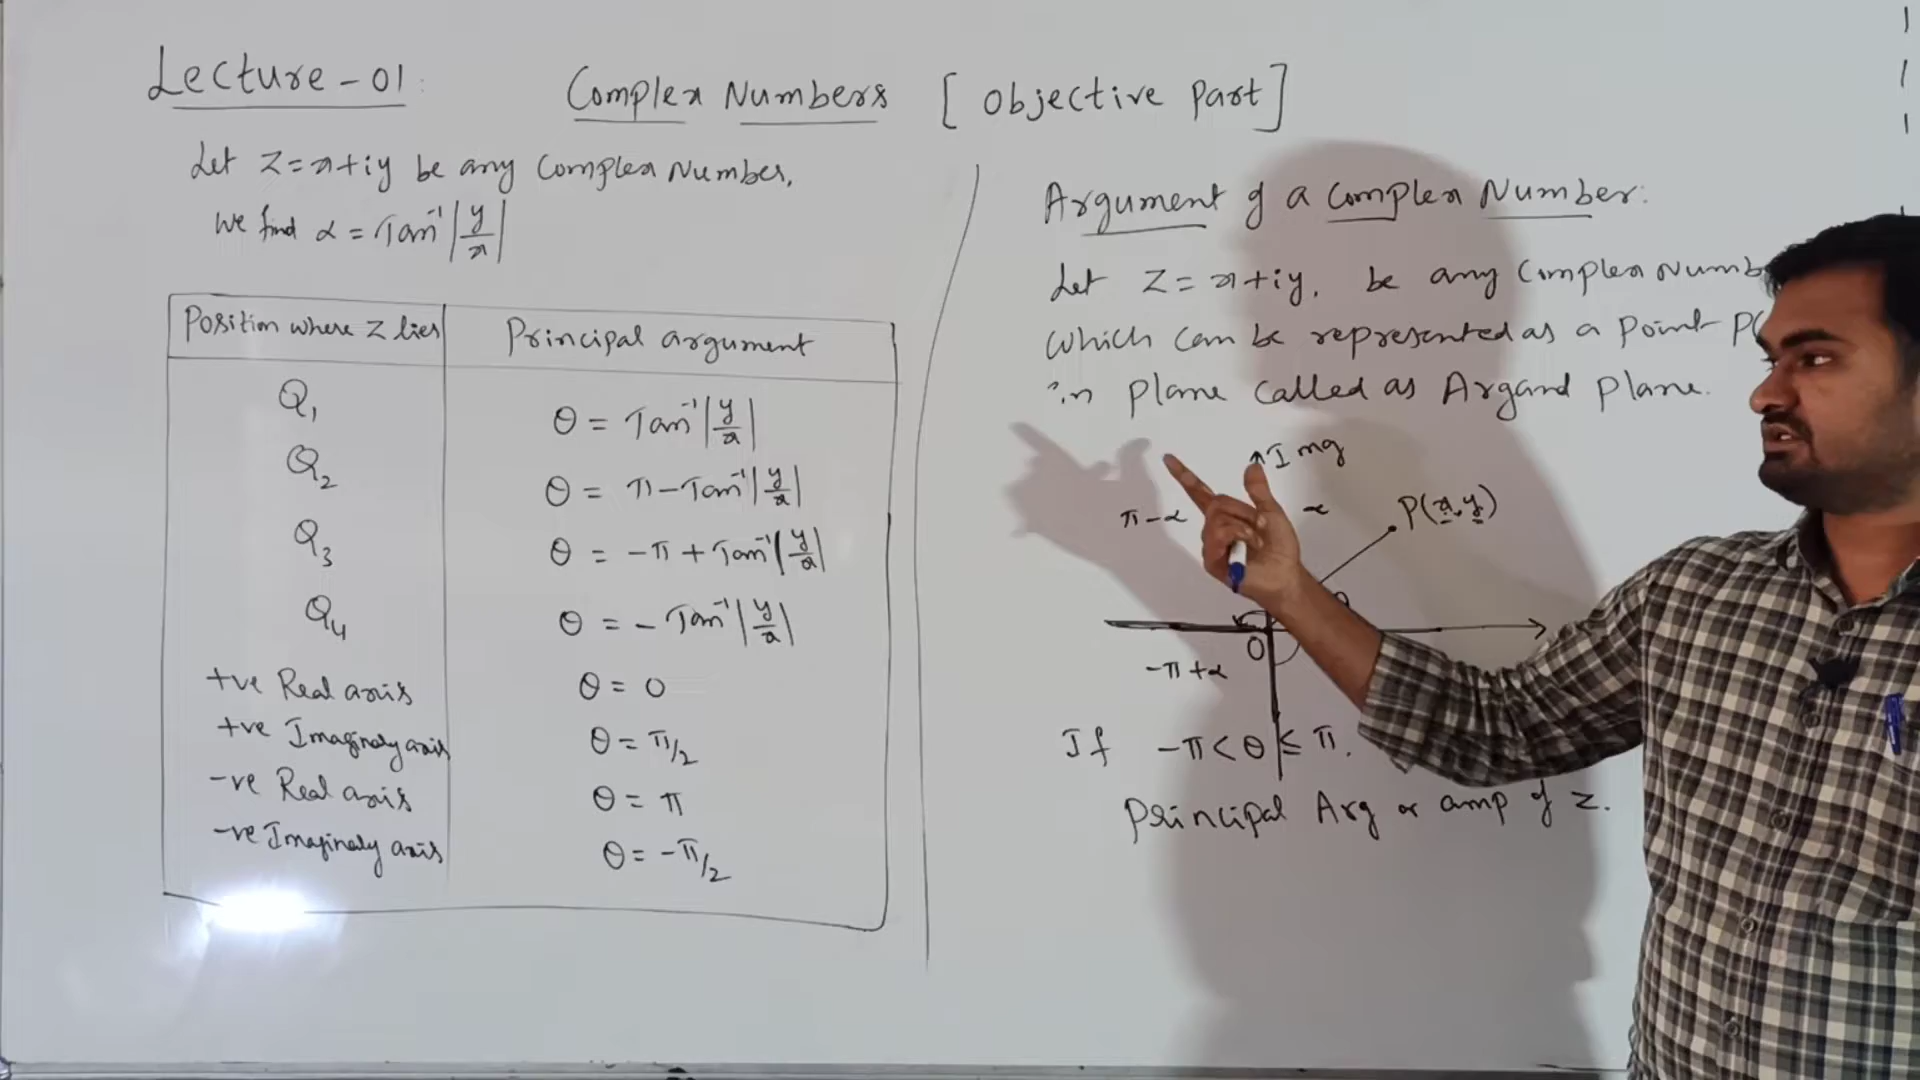 Lecture-01:
Complex Numbers [Objective part]
Let z=x+iy be any Complex Number,
We find α = Tan⁻¹|y/x|
Position where z lies | Principal argument
Q₁ θ = Tan⁻¹|y/x|
Q₂ θ = π-Tan⁻¹|y/x|
Q₃ θ = -π+Tan⁻¹|y/x|
Q₄ θ = -Tan⁻¹|y/x|
+ve Real axis θ = 0
+ve Imaginary axis θ = π/2
-ve Real axis θ = π
-ve Imaginary axis θ = -π/2
Argument of a Complex Number:
Let z=x+iy, be any Complex Numb
which can be represented as a point P(
in plane called as Argand plane.
Img
π-α α P(x,y)
θ
O
-π+α
If -π<θ≤π.
Principal Arg or amp of z.